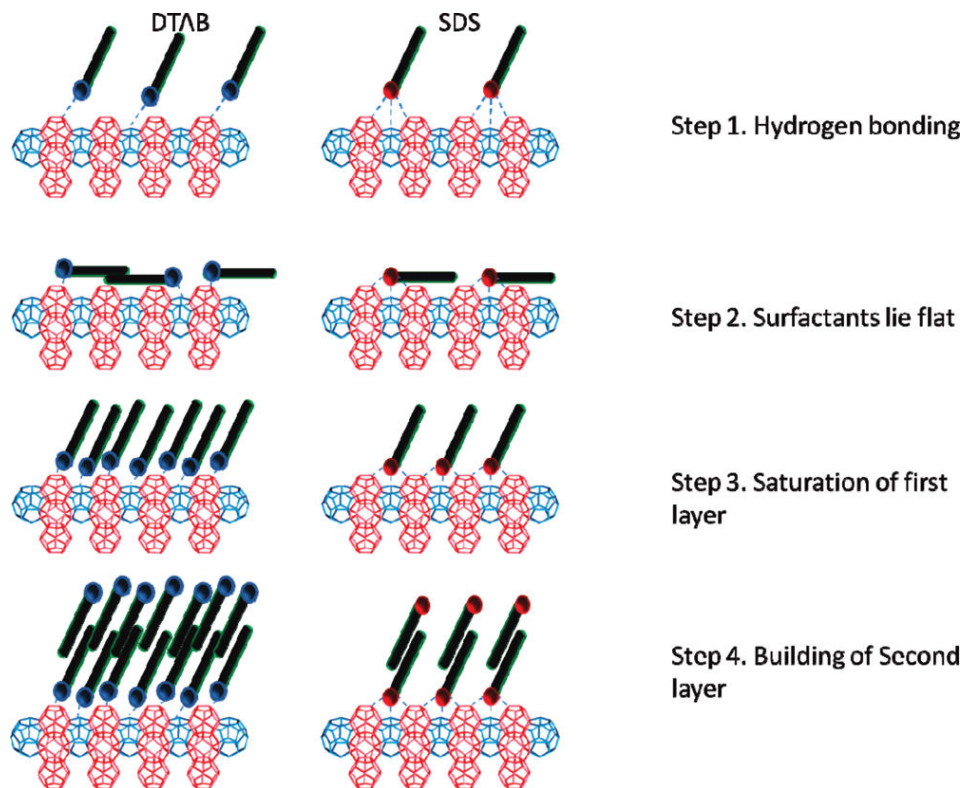 DTAB
SDS
Step 1. Hydrogen bonding
Step 2. Surfactants lie flat
Step 3. Saturation of first
layer
Step 4. Building of Second
layer